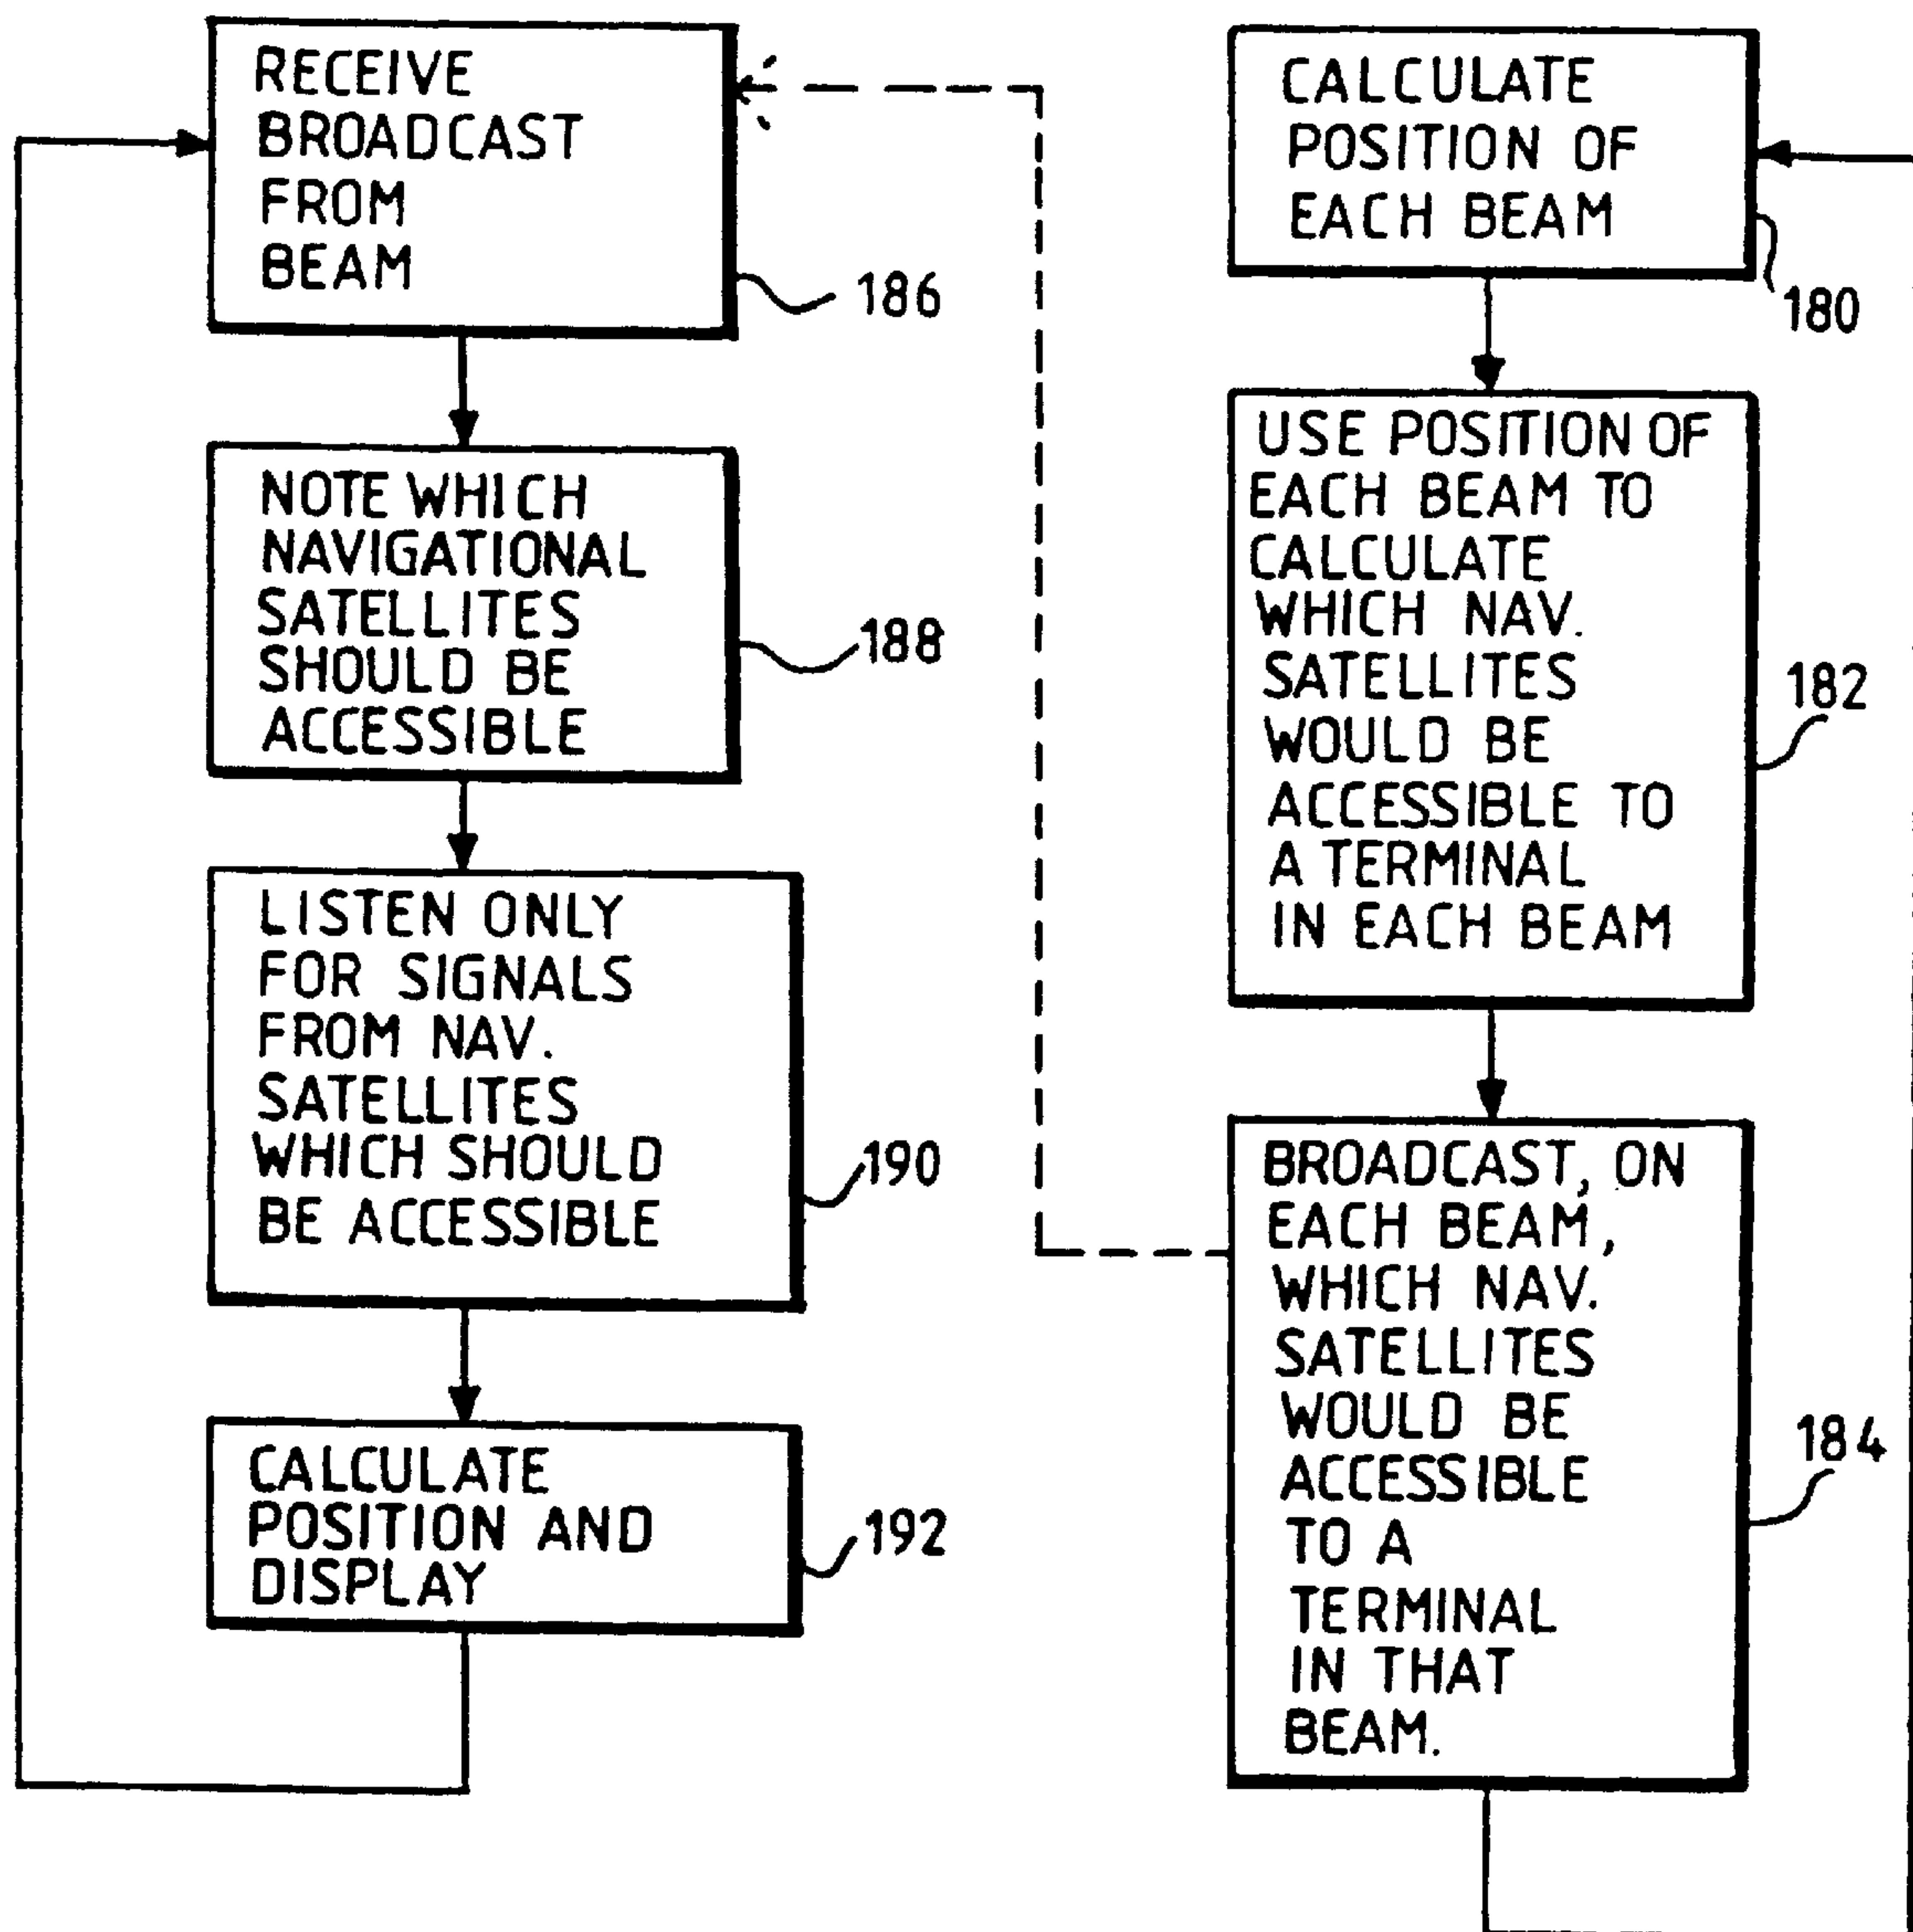 RECEIVE
BROADCAST
FROM
BEAM
186
NOTE WHICH
NAVIGATIONAL
SATELLITES
SHOULD BE
ACCESSIBLE
188
LISTEN ONLY
FOR SIGNALS
FROM NAV.
SATELLITES
WHICH SHOULD
BE ACCESSIBLE
190
CALCULATE
POSITION AND
DISPLAY
192
CALCULATE
POSITION OF
EACH BEAM
180
USE POSITION OF
EACH BEAM TO
CALCULATE
WHICH NAV.
SATELLITES
WOULD BE
ACCESSIBLE TO
A TERMINAL
IN EACH BEAM
182
BROADCAST, ON
EACH BEAM,
WHICH NAV.
SATELLITES
WOULD BE
ACCESSIBLE
TO A
TERMINAL
IN THAT
BEAM.
184